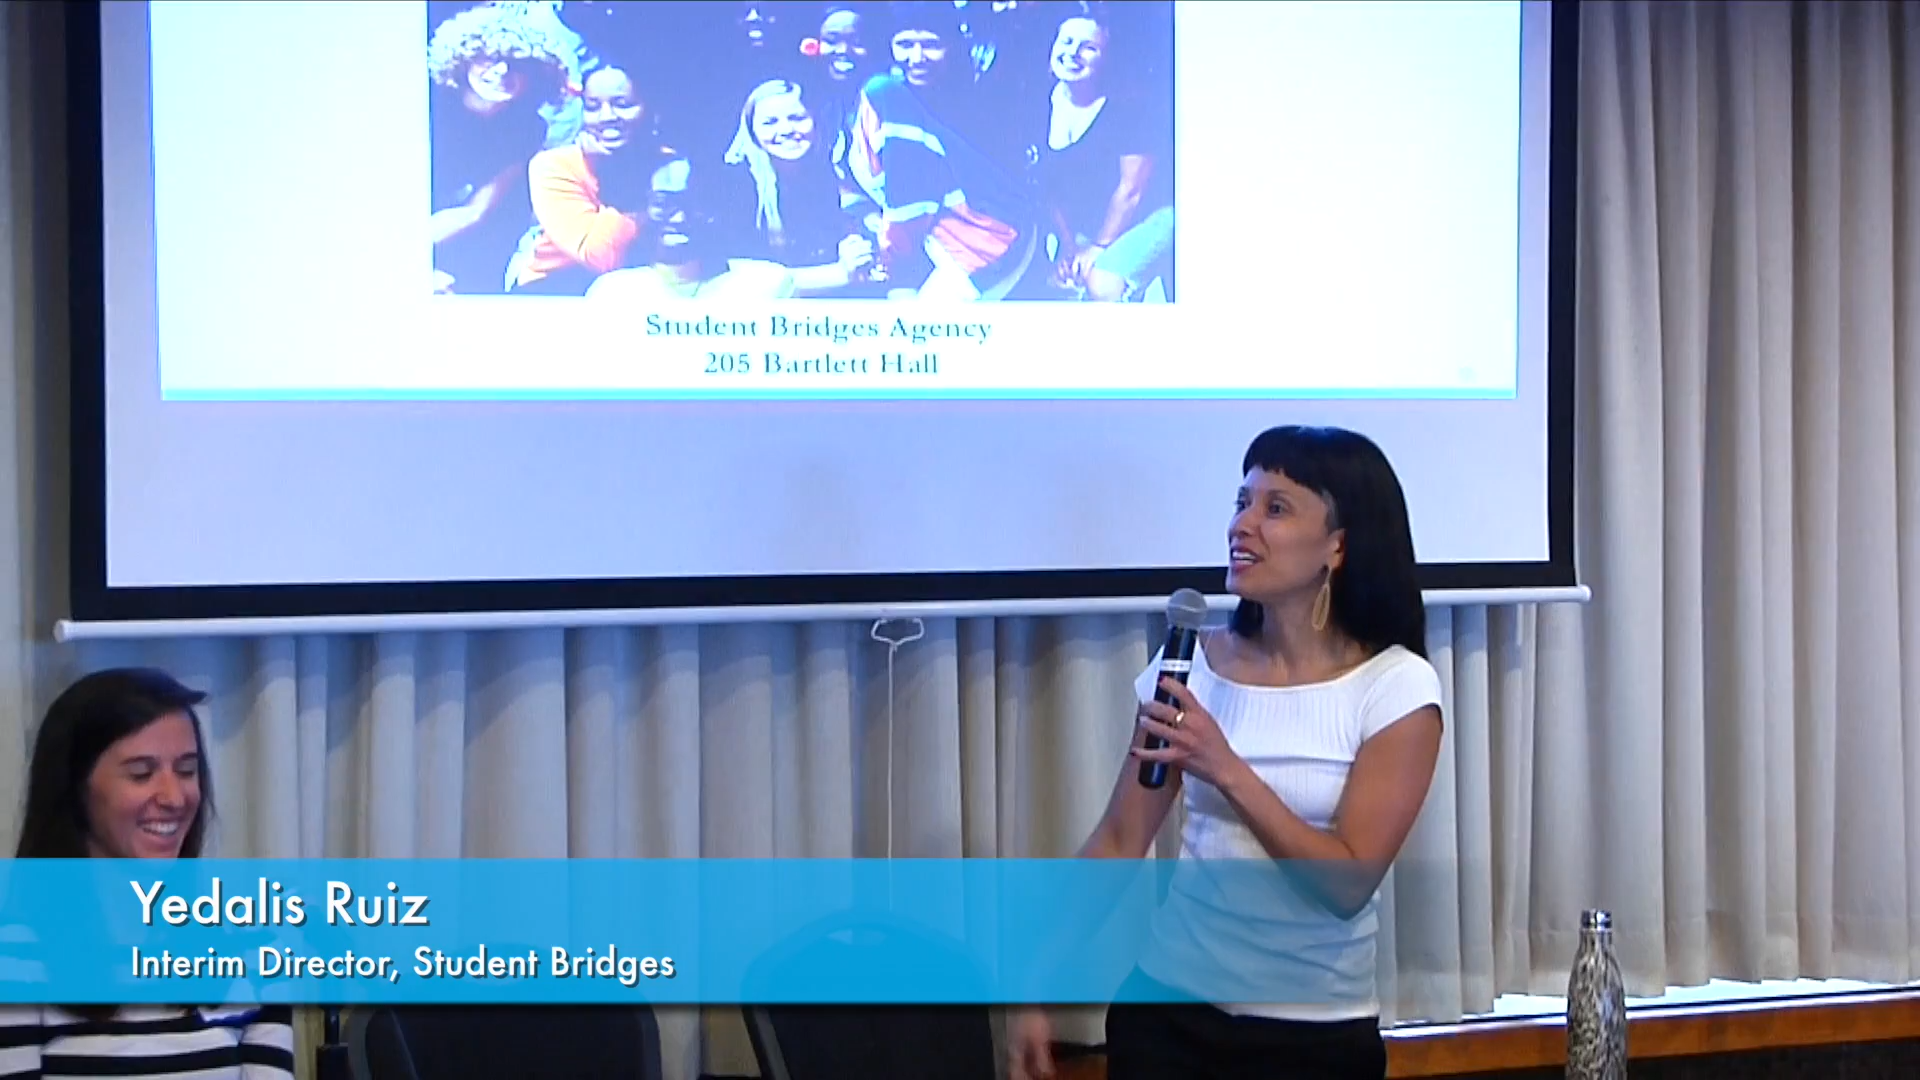 Student Bridges Agency
205 Bartlett Hall
Yedalis Ruiz
Interim Director, Student Bridges